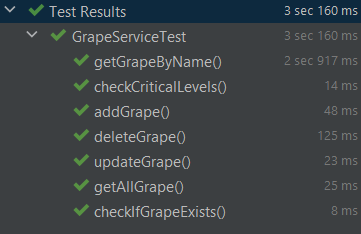 Test Results 3 sec 160 ms
GrapeServiceTest 3 sec 160 ms
getGrapeByName() 2 sec 917 ms
checkCriticalLevels() 14 ms
addGrape() 48 ms
deleteGrape() 125 ms
updateGrape() 23 ms
getAllGrape() 25 ms
checkIfGrapeExists() 8 ms